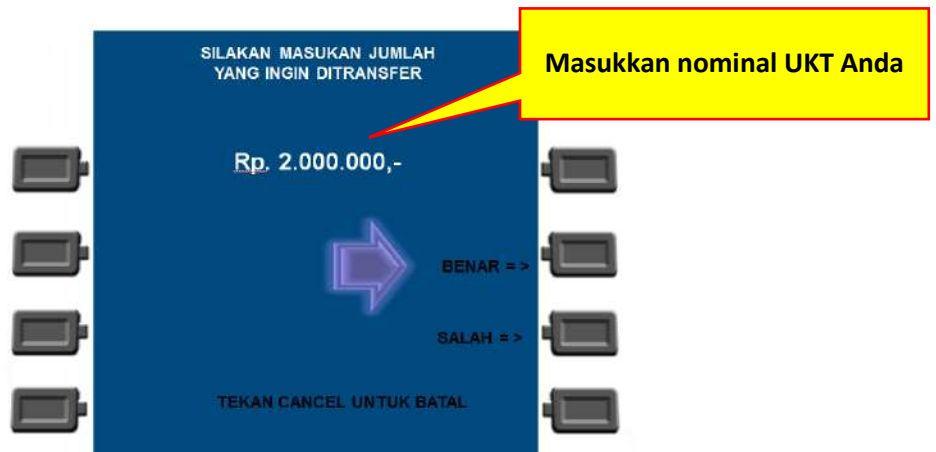 SILAKAN MASUKAN JUMLAH
YANG INGIN DITRANSFER
Masukkan nominal UKT Anda
Rp. 2.000.000,-
BENAR = >
SALAH = >
TEKAN CANCEL UNTUK BATAL